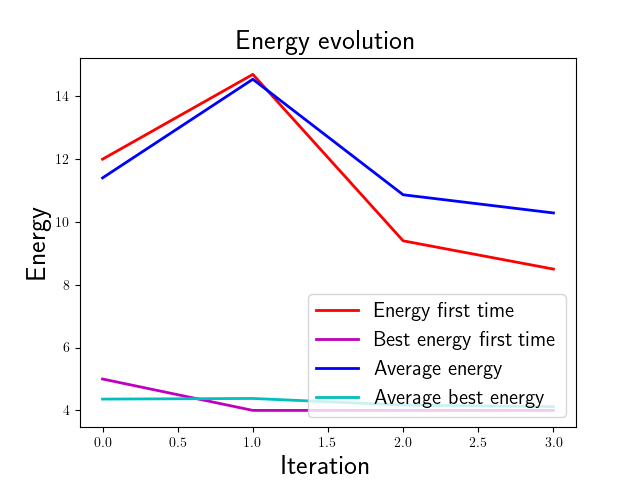 Energy evolution
Energy
14
12
10
8
6
4
Energy first time
Best energy first time
Average energy
Average best energy
0.0 0.5 1.0 1.5 2.0 2.5 3.0
Iteration